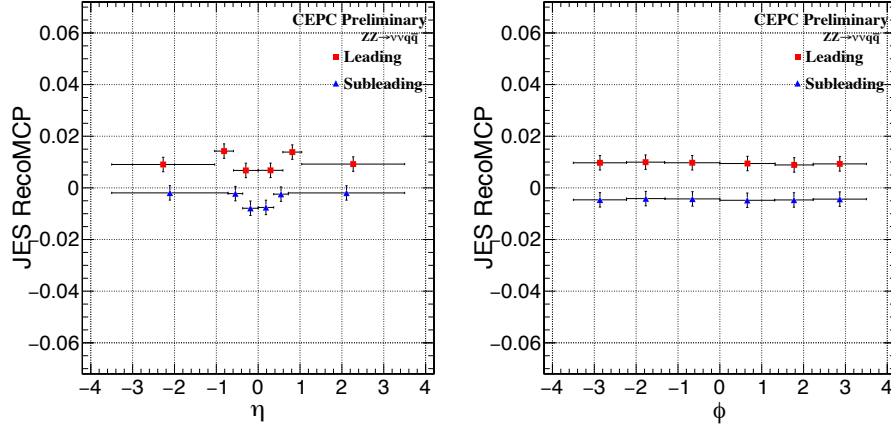 JES RecoMCP
0.06
0.04
0.02
0
−0.02
−0.04
−0.06
CEPC Preliminary
ZZ→ννqq̄
Leading
Subleading
−4 −3 −2 −1 0 1 2 3 4
η
JES RecoMCP
0.06
0.04
0.02
0
−0.02
−0.04
−0.06
CEPC Preliminary
ZZ→ννqq̄
Leading
Subleading
−4 −3 −2 −1 0 1 2 3 4
ϕ